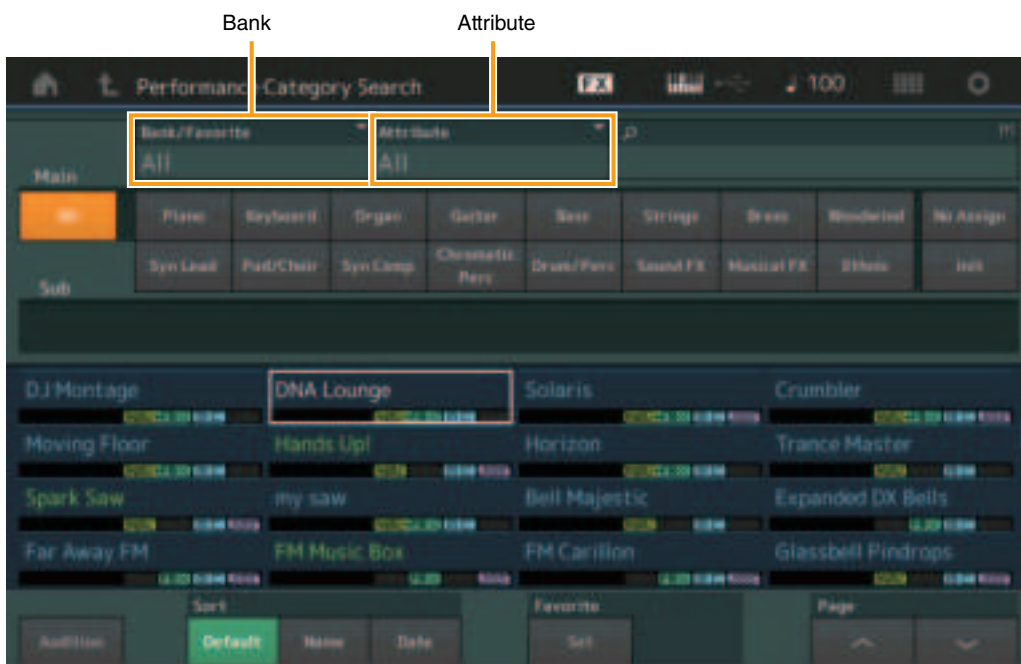 Bank Attribute
Performance Category Search FX 100
Bank/Favorite Attribute
All All
Main
All Piano Keyboard Organ Guitar Bass Strings Brass Woodwind No Assign
Syn Lead Pad/Choir Syn Comp Chromatic Perc Drum/Perc Sound FX Musical FX Ethnic Init
Sub
DJ Montage DNA Lounge Solaris Crumbler
Moving Floor Hands Up! Horizon Trance Master
Spark Saw my saw Bell Majestic Expanded DX Bells
Far Away FM FM Music Box FM Carillon Glassbell Pindrops
Sort Favorite Page
Audition Default Name Date Set